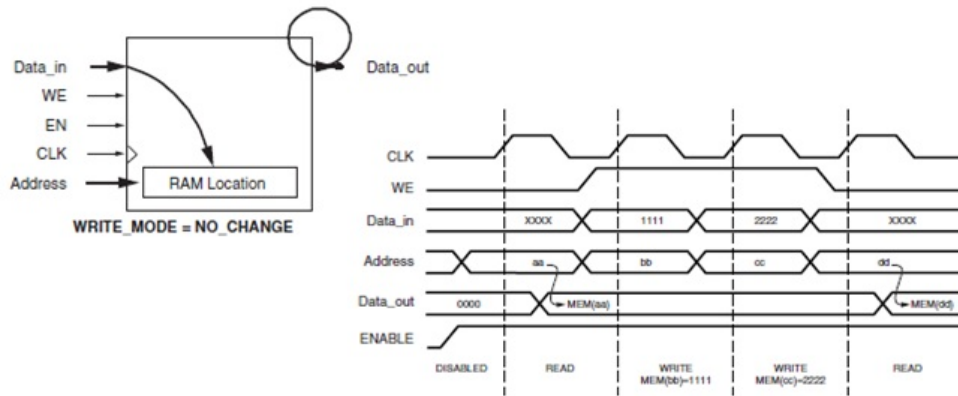 Data_in
Data_out
WE
EN
CLK
Address
RAM Location
WRITE_MODE = NO_CHANGE
CLK
WE
Data_in XXXX 1111 2222 XXXX
Address aa bb cc dd
Data_out 0000 MEM(aa) MEM(dd)
ENABLE
DISABLED READ WRITE WRITE READ
MEM(bb)=1111 MEM(cc)=2222